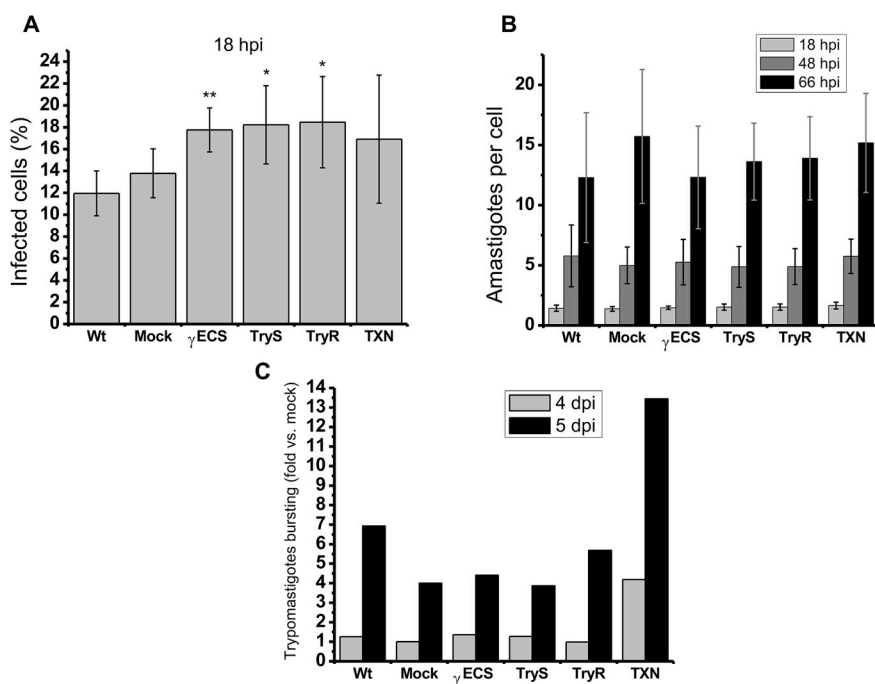 A
18 hpi
Infected cells (%)
24
22
20
18
16
14
12
10
8
6
4
2
0
** * *
Wt Mock γECS TryS TryR TXN
B
18 hpi
48 hpi
66 hpi
Amastigotes per cell
20
15
10
5
0
Wt Mock γECS TryS TryR TXN
C
4 dpi
5 dpi
Trypomastigotes bursting (fold vs. mock)
14
13
12
11
10
9
8
7
6
5
4
3
2
1
0
Wt Mock γECS TryS TryR TXN